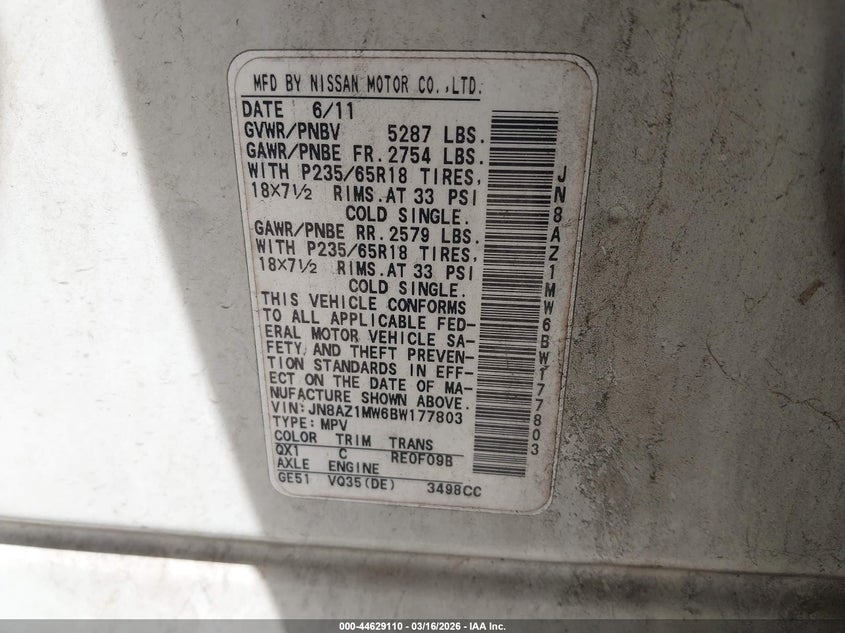 MFD BY NISSAN MOTOR CO.,LTD.
DATE 6/11
GVWR/PNBV 5287 LBS.
GAWR/PNBE FR. 2754 LBS.
WITH P235/65R18 TIRES,
18×7½ RIMS.AT 33 PSI
COLD SINGLE.
GAWR/PNBE RR. 2579 LBS.
WITH P235/65R18 TIRES,
18×7½ RIMS.AT 33 PSI
COLD SINGLE.
THIS VEHICLE CONFORMS
TO ALL APPLICABLE FED-
ERAL MOTOR VEHICLE SA-
FETY AND THEFT PREVEN-
TION STANDARDS IN EFF-
ECT ON THE DATE OF MA-
NUFACTURE SHOWN ABOVE.
VIN: JN8AZ1MW6BW177803
TYPE: MPV
COLOR TRIM TRANS
QX1 C RE0F09B
AXLE ENGINE
GE51 VQ35(DE) 3498CC
JN8AZ1MW6BW177803
000-44629110 - 03/16/2026 - IAA Inc.